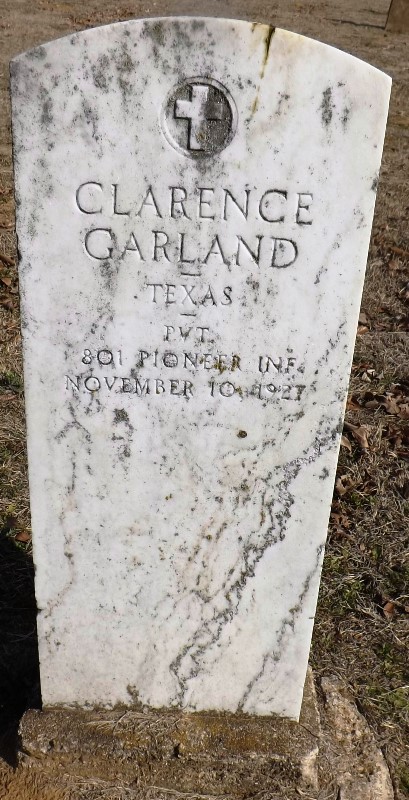 CLARENCE
GARLAND
TEXAS
PVT.
801 PIONEER INF.
NOVEMBER 10, 1927